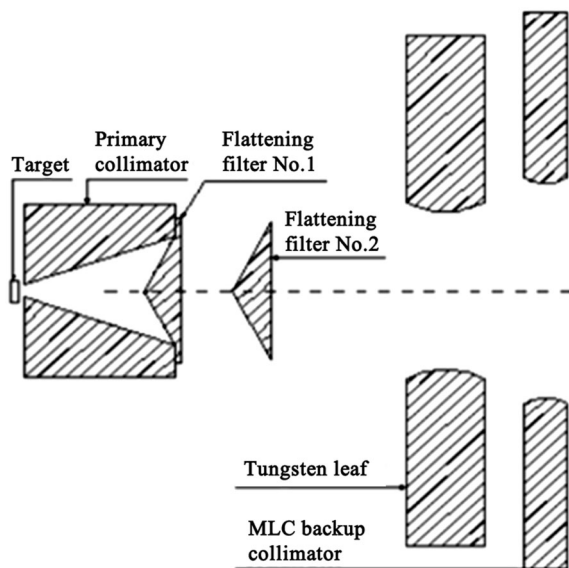 Target
Primary
collimator
Flattening
filter No.1
Flattening
filter No.2
Tungsten leaf
MLC backup
collimator